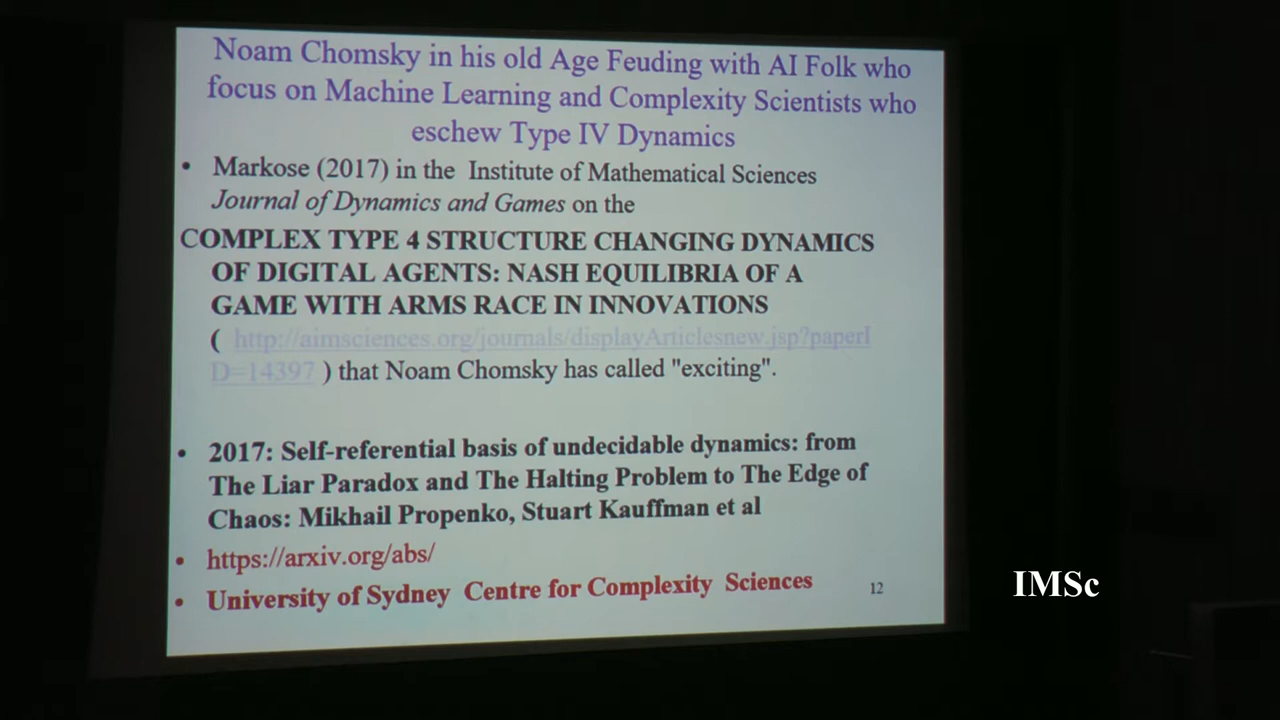 Noam Chomsky in his old Age Feuding with AI Folk who
focus on Machine Learning and Complexity Scientists who
eschew Type IV Dynamics
• Markose (2017) in the Institute of Mathematical Sciences
Journal of Dynamics and Games on the
COMPLEX TYPE 4 STRUCTURE CHANGING DYNAMICS
OF DIGITAL AGENTS: NASH EQUILIBRIA OF A
GAME WITH ARMS RACE IN INNOVATIONS
( http://aimsciences.org/journals/displayArticlesnew.jsp?paperI
D=14397 ) that Noam Chomsky has called "exciting".
• 2017: Self-referential basis of undecidable dynamics: from
The Liar Paradox and The Halting Problem to The Edge of
Chaos: Mikhail Propenko, Stuart Kauffman et al
• https://arxiv.org/abs/
• University of Sydney Centre for Complexity Sciences
12
IMSc